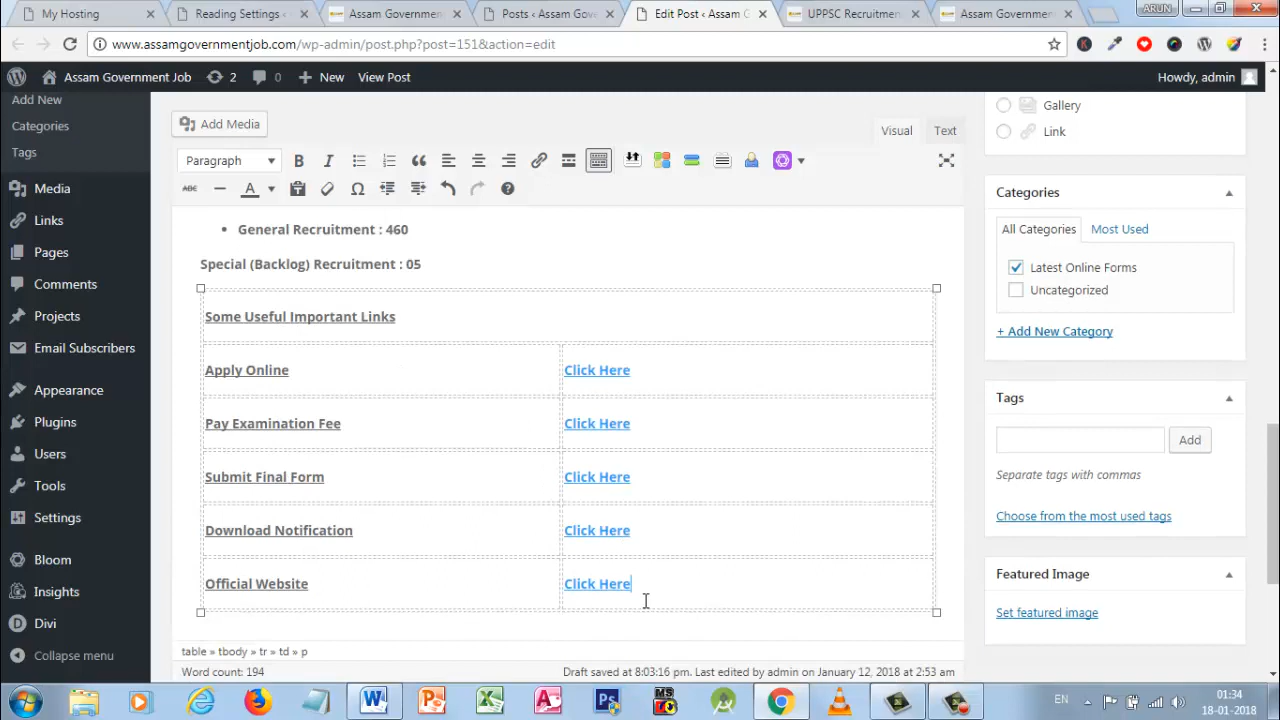 My Hosting
Reading Settings ‹
Assam Governmen
Posts ‹ Assam Gove
Edit Post ‹ Assam G
UPPSC Recruitmen
Assam Governme
ARUN
www.assamgovernmentjob.com/wp-admin/post.php?post=151&action=edit
Assam Government Job
2
0
New
View Post
Howdy, admin
Add New
Categories
Tags
Media
Links
Pages
Comments
Projects
Email Subscribers
Appearance
Plugins
Users
Tools
Settings
Bloom
Insights
Divi
Collapse menu
Add Media
Visual
Text
Paragraph
B
I
ABC
A
General Recruitment : 460
Special (Backlog) Recruitment : 05
Some Useful Important Links
Apply Online
Click Here
Pay Examination Fee
Click Here
Submit Final Form
Click Here
Download Notification
Click Here
Official Website
Click Here
table » tbody » tr » td » p
Word count: 194
Draft saved at 8:03:16 pm. Last edited by admin on January 12, 2018 at 2:53 am
Gallery
Link
Categories
All Categories
Most Used
Latest Online Forms
Uncategorized
+ Add New Category
Tags
Add
Separate tags with commas
Choose from the most used tags
Featured Image
Set featured image
EN
01:34
18-01-2018